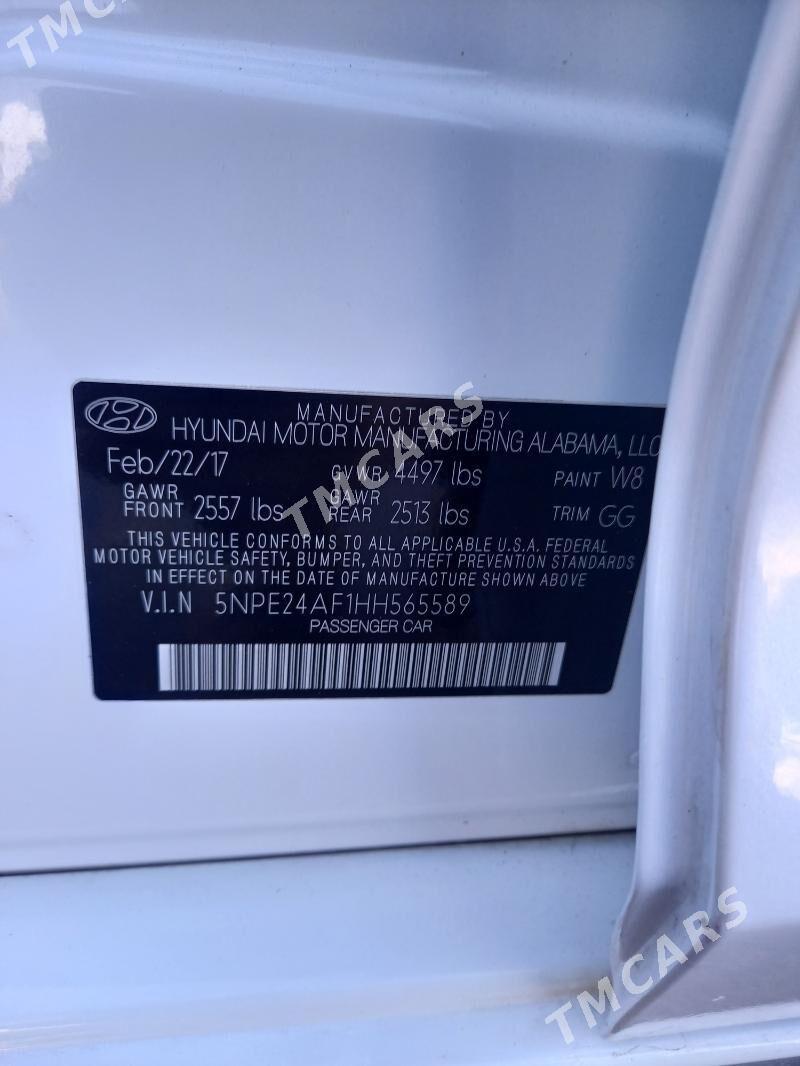 TMCARS
MANUFACTURED BY
HYUNDAI MOTOR MANUFACTURING ALABAMA, LLC
Feb/22/17 GVWR 4497 lbs PAINT W8
GAWR FRONT 2557 lbs GAWR REAR 2513 lbs TRIM GG
THIS VEHICLE CONFORMS TO ALL APPLICABLE U.S.A. FEDERAL
MOTOR VEHICLE SAFETY, BUMPER, AND THEFT PREVENTION STANDARDS
IN EFFECT ON THE DATE OF MANUFACTURE SHOWN ABOVE.
V.I.N 5NPE24AF1HH565589
PASSENGER CAR
TMCARS
TMCARS